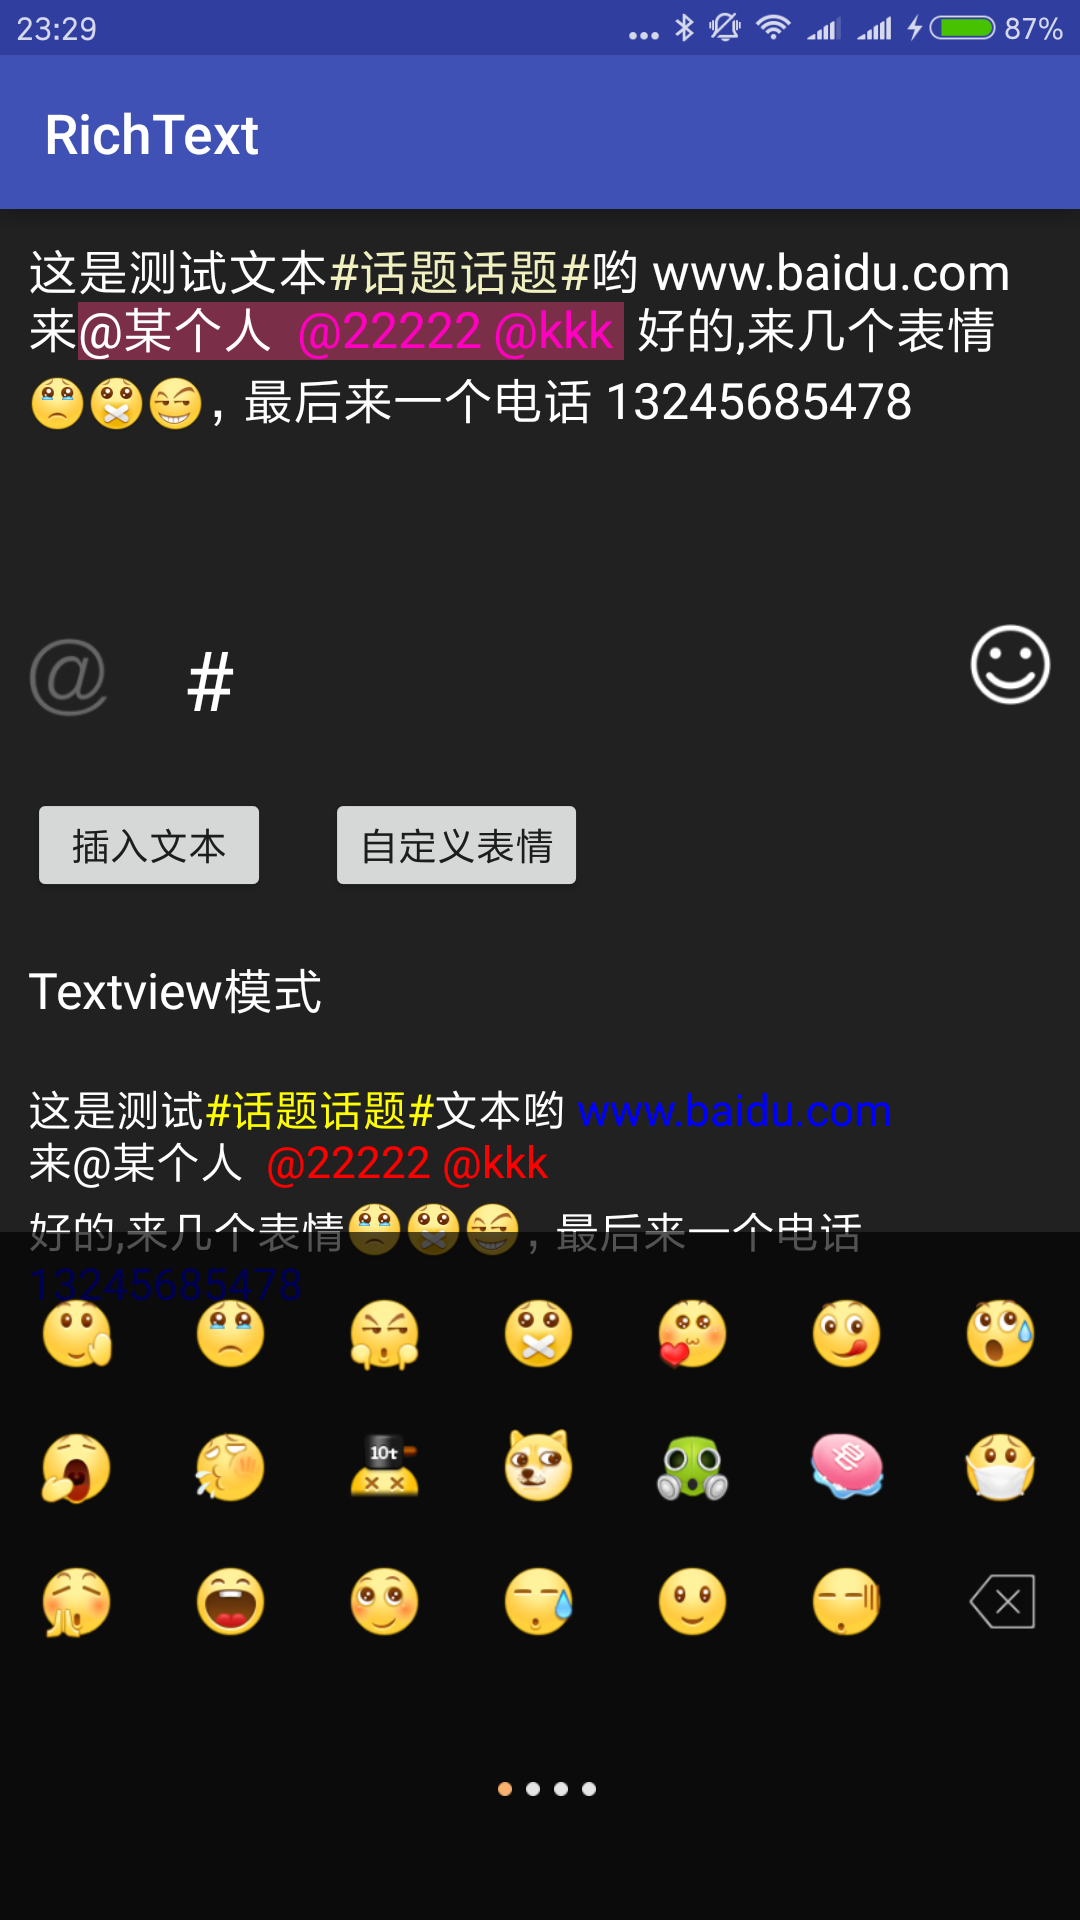 23:29
87%
RichText
这是测试文本#话题话题#哟 www.baidu.com
来@某个人 @22222 @kkk 好的,来几个表情
，最后来一个电话 13245685478
@ #
插入文本 自定义表情
Textview模式
这是测试#话题话题#文本哟 www.baidu.com
来@某个人 @22222 @kkk
好的,来几个表情，最后来一个电话
13245685478
10t